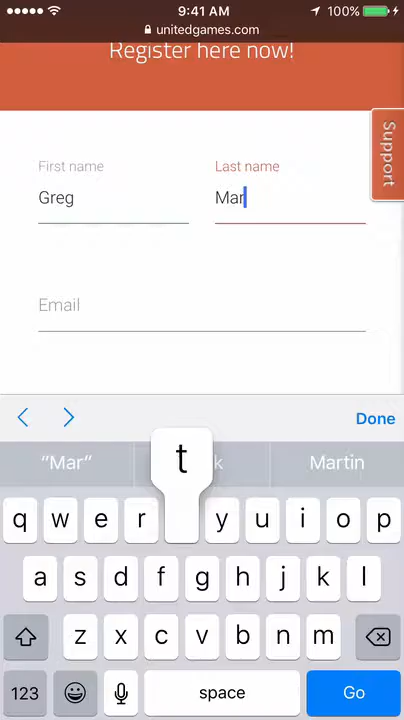 9:41 AM
100%
unitedgames.com
Register here now!
Support
First name
Last name
Greg
Mar
Email
Done
"Mar"
k
Martin
t
q w e r y u i o p
a s d f g h j k l
z x c v b n m
123
space
Go